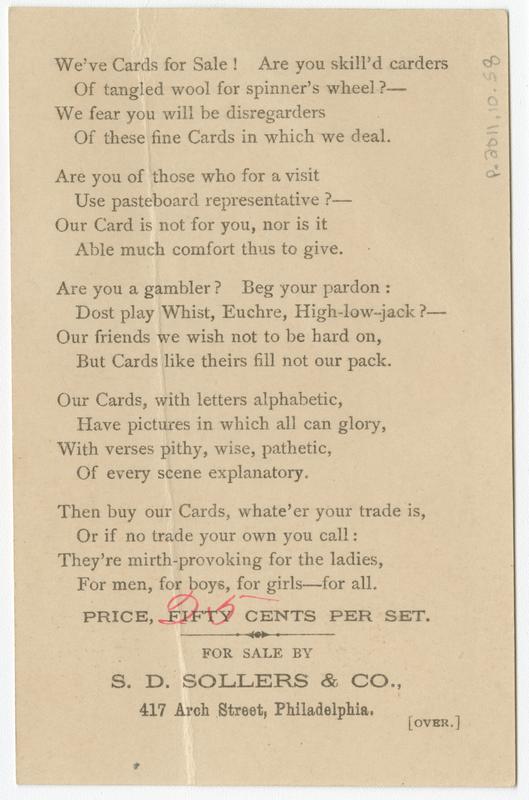 We've Cards for Sale! Are you skill'd carders
Of tangled wool for spinner's wheel?—
We fear you will be disregarders
Of these fine Cards in which we deal.
Are you of those who for a visit
Use pasteboard representative?—
Our Card is not for you, nor is it
Able much comfort thus to give.
Are you a gambler? Beg your pardon:
Dost play Whist, Euchre, High-low-jack?—
Our friends we wish not to be hard on,
But Cards like theirs fill not our pack.
Our Cards, with letters alphabetic,
Have pictures in which all can glory,
With verses pithy, wise, pathetic,
Of every scene explanatory.
Then buy our Cards, whate'er your trade is,
Or if no trade your own you call:
They're mirth-provoking for the ladies,
For men, for boys, for girls—for all.
PRICE, FIFTY 25 CENTS PER SET.
FOR SALE BY
S. D. SOLLERS & CO.,
417 Arch Street, Philadelphia.
[OVER.]
P.2011.10.58